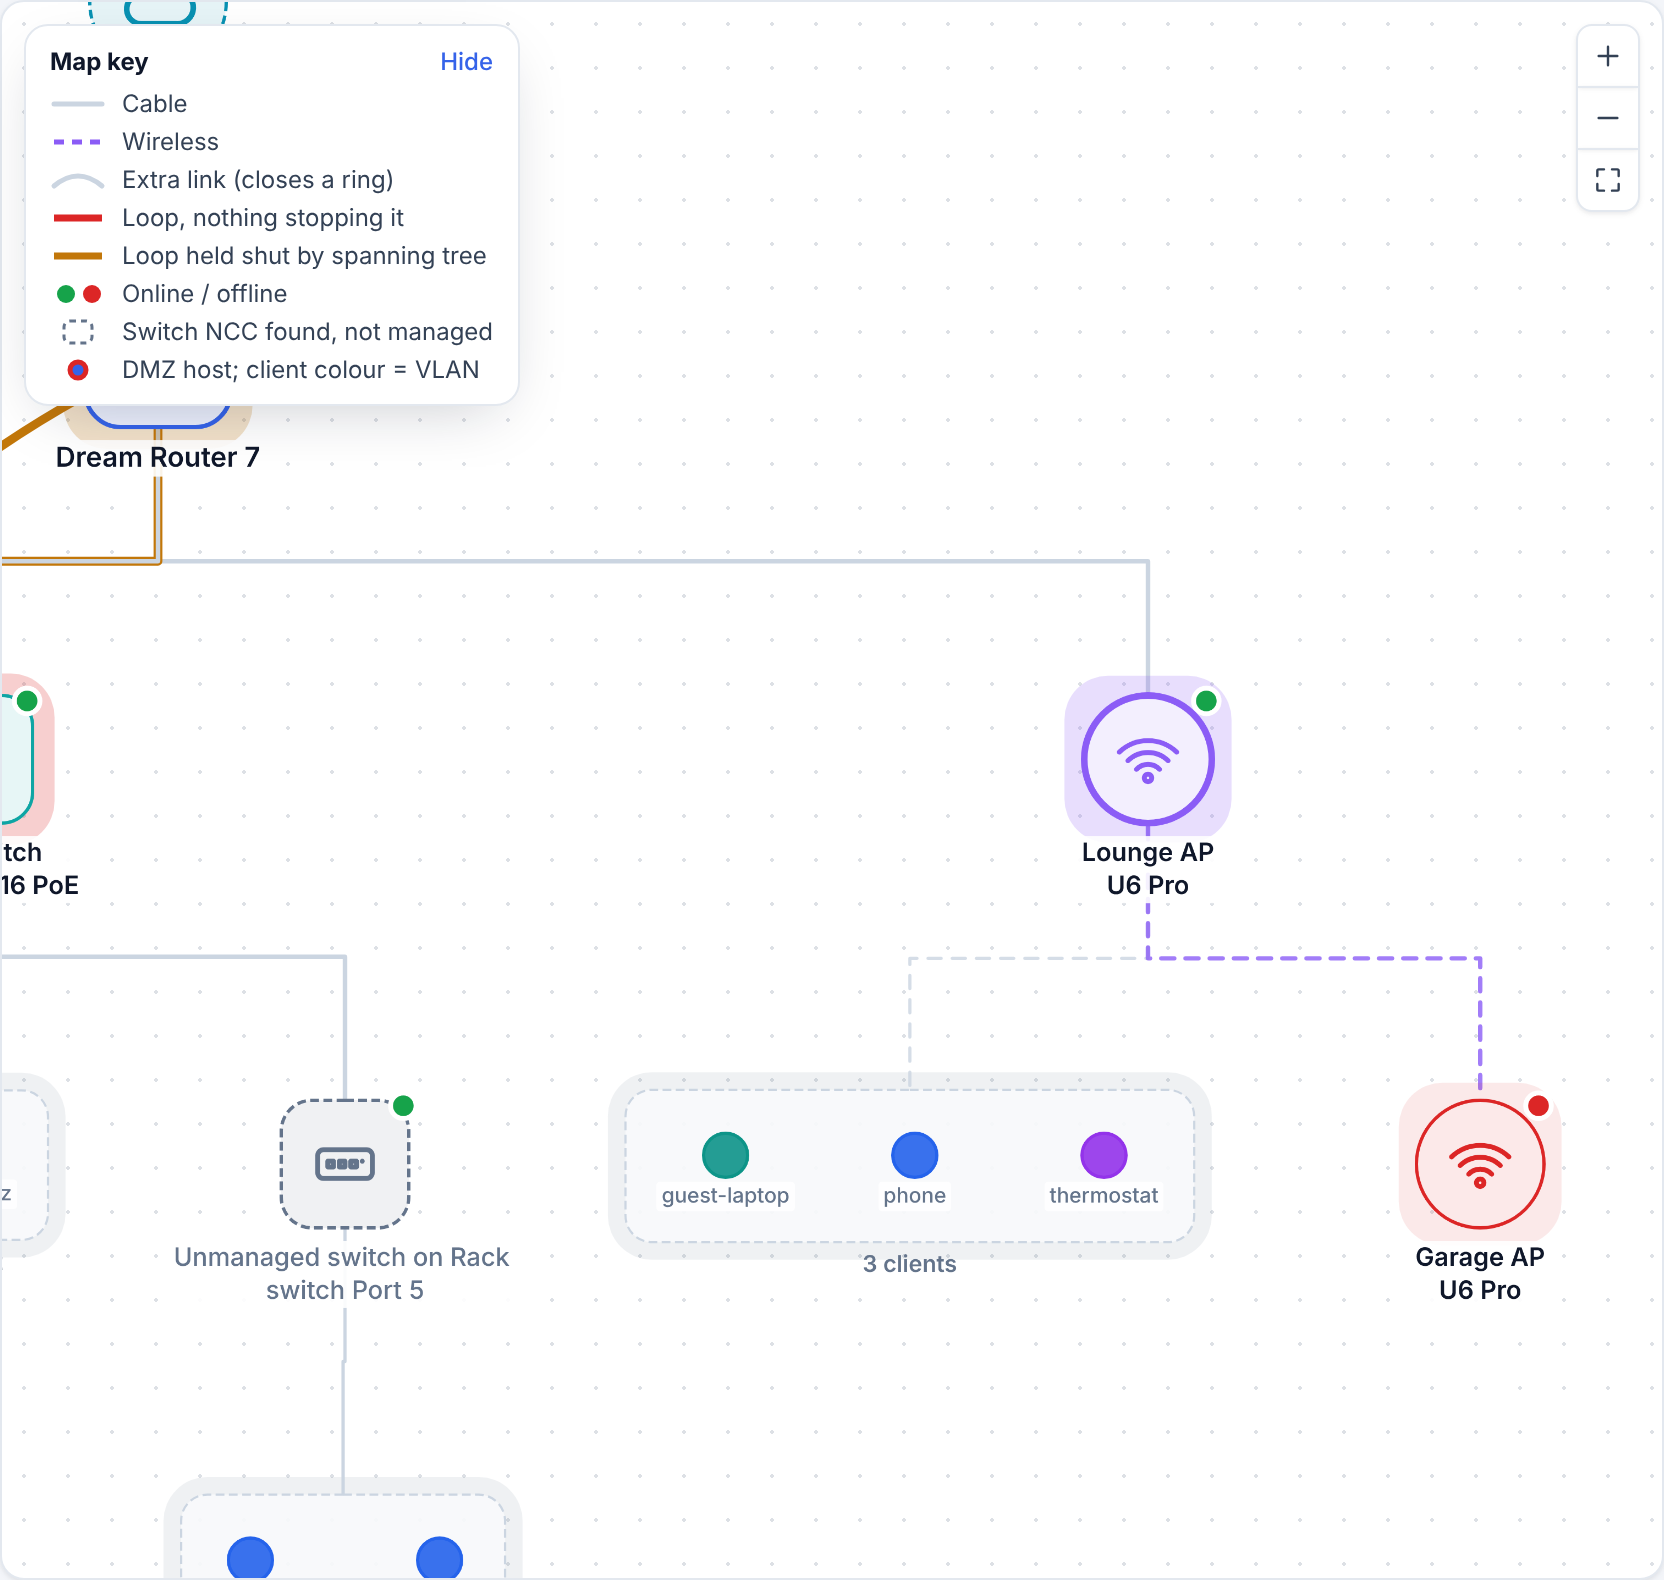 Map key
Hide
Cable
Wireless
Extra link (closes a ring)
Loop, nothing stopping it
Loop held shut by spanning tree
Online / offline
Switch NCC found, not managed
DMZ host; client colour = VLAN
Dream Router 7
tch
16 PoE
Lounge AP
U6 Pro
z
guest-laptop
phone
thermostat
3 clients
Unmanaged switch on Rack
switch Port 5
Garage AP
U6 Pro